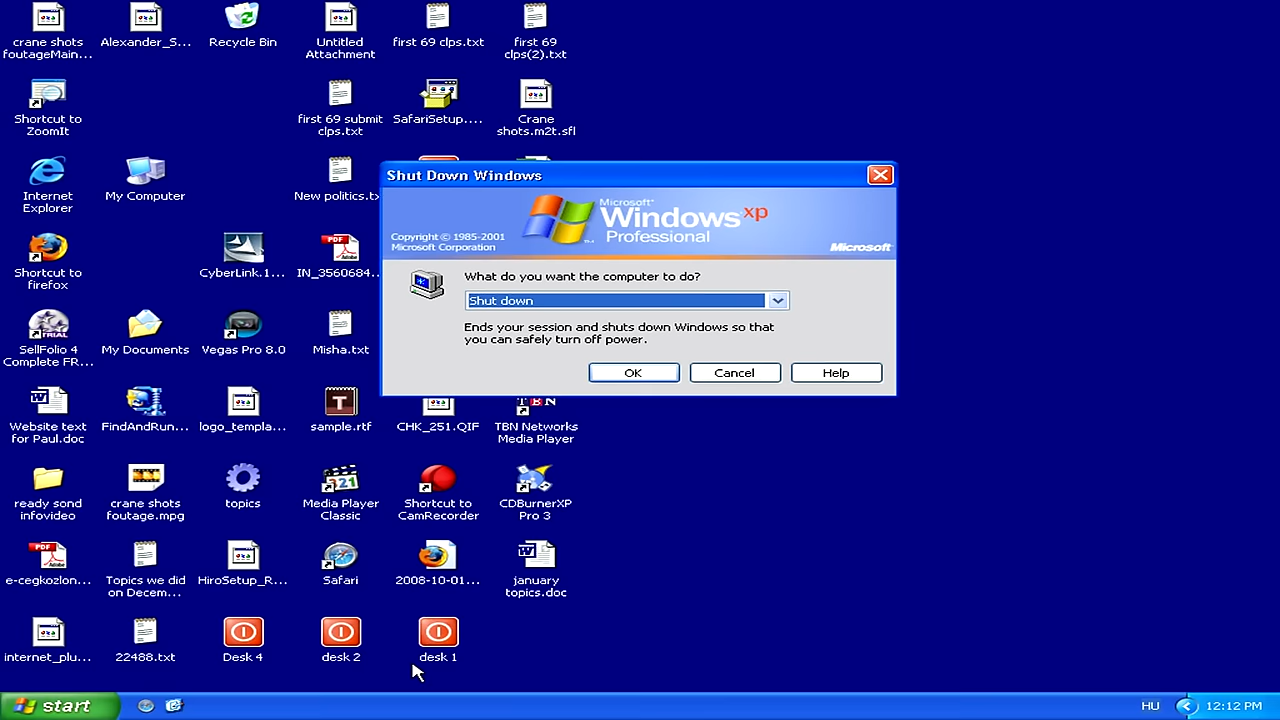 crane shots
foutageMain...
Alexander_S...
Recycle Bin
Untitled
Attachment
first 69 clps.txt
first 69
clps(2).txt
Shortcut to
ZoomIt
first 69 submit
clps.txt
SafariSetup....
Crane
shots.m2t.sfl
Internet
Explorer
My Computer
New politics.tx
Shortcut to
firefox
CyberLink.1...
PDF
Adobe
IN_3560684..
TRIAL
SellFolio 4
Complete FR...
My Documents
Vegas Pro 8.0
Misha.txt
Website text
for Paul.doc
FindAndRun...
logo_templa...
T
sample.rtf
CHK_251.QIF
TBN
TBN Networks
Media Player
ready sond
infovideo
crane shots
foutage.mpg
topics
321
Media Player
Classic
Shortcut to
CamRecorder
CDBurnerXP
Pro 3
PDF
Adobe
e-cegkozlon...
Topics we did
on Decem...
HiroSetup_R...
Safari
2008-10-01...
january
topics.doc
internet_plu...
22488.txt
Desk 4
desk 2
desk 1
Shut Down Windows
Copyright © 1985-2001
Microsoft Corporation
Microsoft
Windows xp
Professional
Microsoft
What do you want the computer to do?
Shut down
Ends your session and shuts down Windows so that
you can safely turn off power.
OK
Cancel
Help
start
HU
12:12 PM